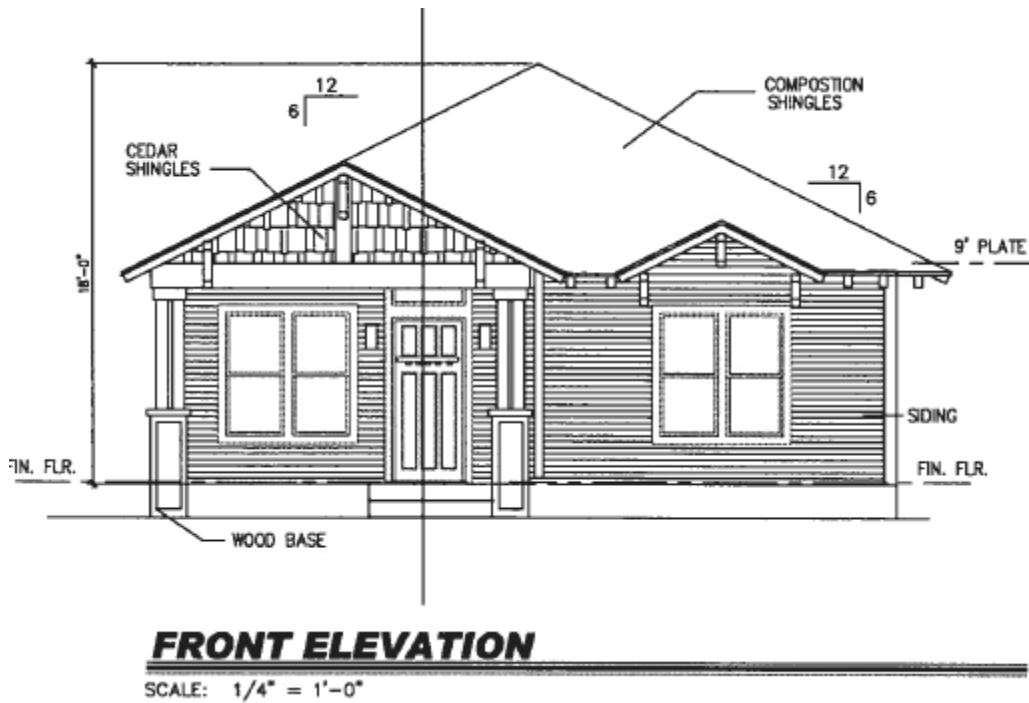 12
6
COMPOSTION
SHINGLES
CEDAR
SHINGLES
12
6
9' PLATE
18'-0"
SIDING
FIN. FLR.
FIN. FLR.
WOOD BASE
FRONT ELEVATION
SCALE: 1/4" = 1'-0"